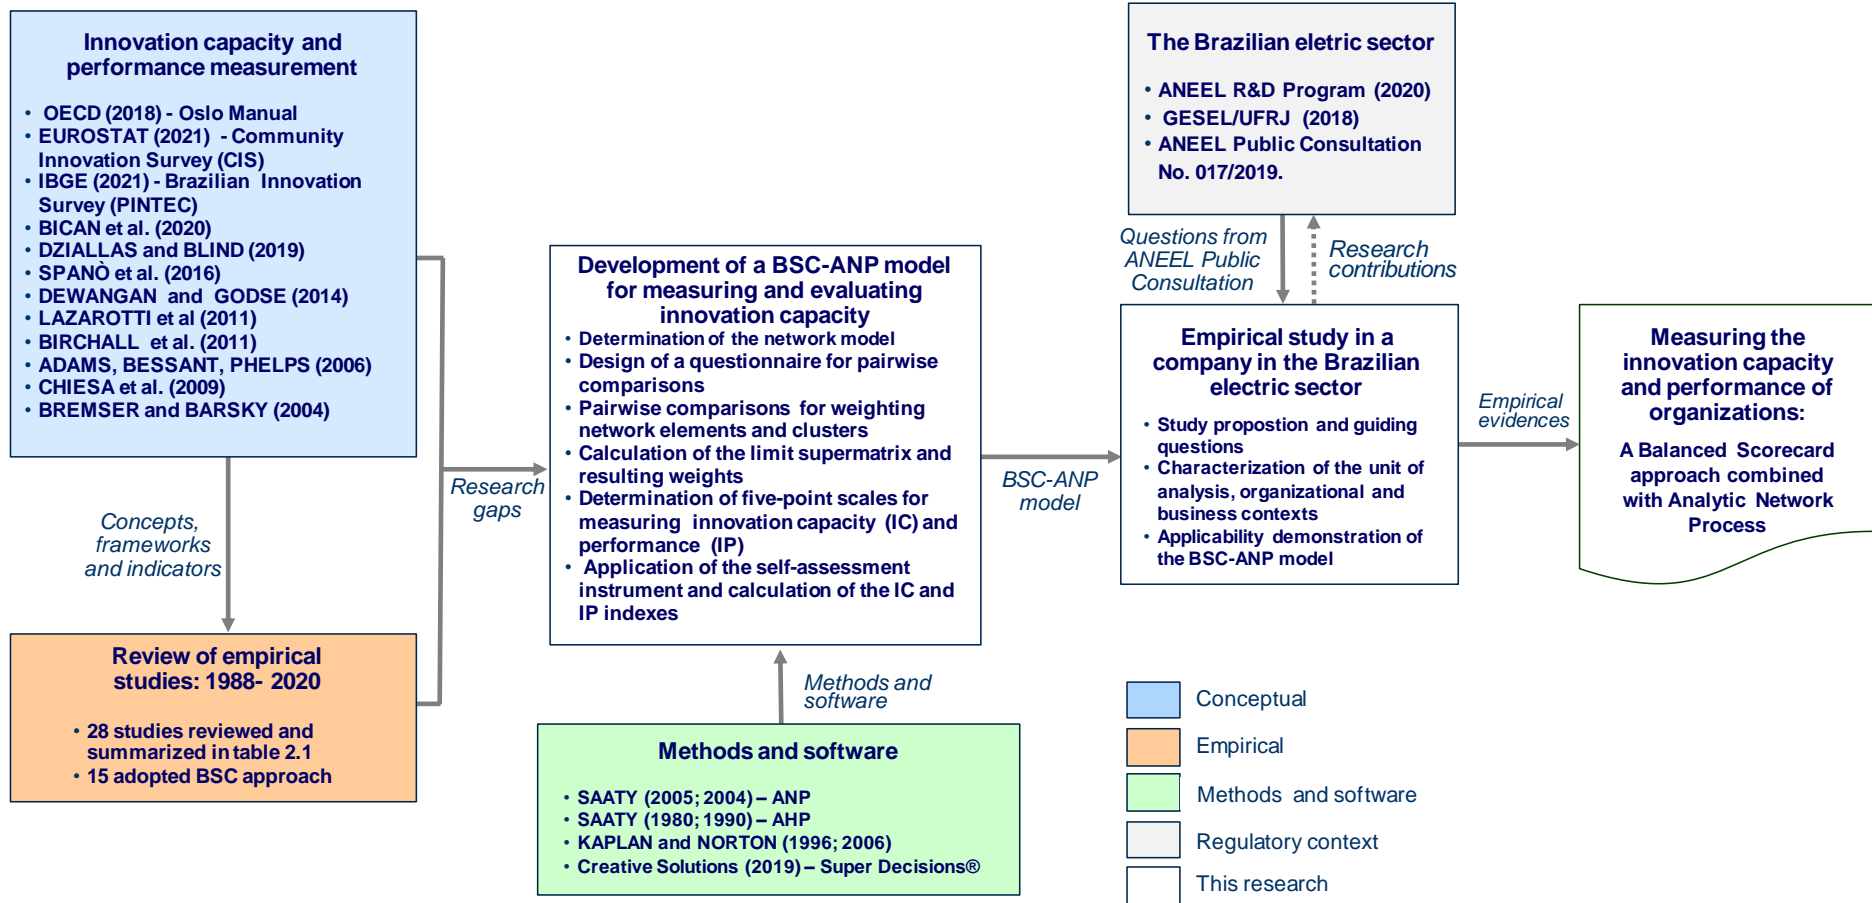 Innovation capacity and
performance measurement
• OECD (2018) - Oslo Manual
• EUROSTAT (2021) - Community
Innovation Survey (CIS)
• IBGE (2021) - Brazilian Innovation
Survey (PINTEC)
• BICAN et al. (2020)
• DZIALLAS and BLIND (2019)
• SPANÒ et al. (2016)
• DEWANGAN and GODSE (2014)
• LAZAROTTI et al (2011)
• BIRCHALL et al. (2011)
• ADAMS, BESSANT, PHELPS (2006)
• CHIESA et al. (2009)
• BREMSER and BARSKY (2004)
Concepts,
frameworks
and indicators
Review of empirical
studies: 1988- 2020
• 28 studies reviewed and
summarized in table 2.1
• 15 adopted BSC approach
Research
gaps
Development of a BSC-ANP model
for measuring and evaluating
innovation capacity
• Determination of the network model
• Design of a questionnaire for pairwise
comparisons
• Pairwise comparisons for weighting
network elements and clusters
• Calculation of the limit supermatrix and
resulting weights
• Determination of five-point scales for
measuring innovation capacity (IC) and
performance (IP)
• Application of the self-assessment
instrument and calculation of the IC and
IP indexes
Methods and
software
Methods and software
• SAATY (2005; 2004) – ANP
• SAATY (1980; 1990) – AHP
• KAPLAN and NORTON (1996; 2006)
• Creative Solutions (2019) – Super Decisions®
BSC-ANP
model
The Brazilian eletric sector
• ANEEL R&D Program (2020)
• GESEL/UFRJ (2018)
• ANEEL Public Consultation
No. 017/2019.
Questions from
ANEEL Public
Consultation
Research
contributions
Empirical study in a
company in the Brazilian
electric sector
• Study propostion and guiding
questions
• Characterization of the unit of
analysis, organizational and
business contexts
• Applicability demonstration of
the BSC-ANP model
Empirical
evidences
Measuring the
innovation capacity
and performance of
organizations:
A Balanced Scorecard
approach combined
with Analytic Network
Process
Conceptual
Empirical
Methods and software
Regulatory context
This research